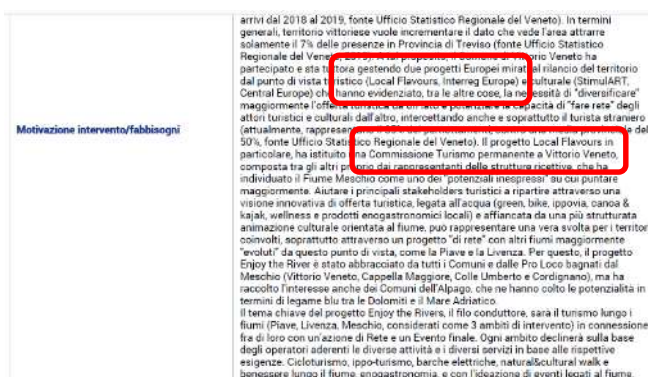 arrivi dal 2018 al 2019, fonte Ufficio Statistico Regionale del Veneto). In termini
generali, territorio vittoriese vuole incrementare il dato che vede l'area attrarre
solamente il 7% delle presenze in Provincia di Treviso (fonte Ufficio Statistico
Regionale del Veneto, Comune di Vittorio Veneto ha
partecipato e sta tuttora gestendo due progetti Europei mirati al rilancio del territorio
dal punto di vista turistico (Local Flavours, Interreg Europe) e culturale (StimulART,
Central Europe) che hanno evidenziato, tra le altre cose, la necessità di "diversificare"
maggiormente l'offerta turistica da un lato e potenziare la capacità di "fare rete" degli
attori turistici e culturali dall'altro, intercettando anche e soprattutto il turista straniero
(attualmente, del
50%, fonte Ufficio Statistico Regionale del Veneto). Il progetto Local Flavours in
particolare, ha istituito una Commissione Turismo permanente a Vittorio Veneto,
composta tra gli altri proprio dai rappresentanti delle strutture ricettive, che ha
individuato il Fiume Meschio come uno dei "potenziali inespressi" su cui puntare
maggiormente. Aiutare i principali stakeholders turistici a ripartire attraverso una
visione innovativa di offerta turistica, legata all'acqua (green, bike, ippovia, canoa &
kajak, wellness e prodotti enogastronomici locali) e affiancata da una più strutturata
animazione culturale orientata al fiume, può rappresentare una vera svolta per i territor
coinvolti, soprattutto attraverso un progetto "di rete" con altri fiumi maggiormente
"evoluti" da questo punto di vista, come la Piave e la Livenza. Per questo, il progetto
Enjoy the River è stato abbracciato da tutti i Comuni e dalle Pro Loco bagnati dal
Meschio (Vittorio Veneto, Cappella Maggiore, Colle Umberto e Cordignano), ma ha
raccolto l'interesse anche dei Comuni dell'Alpago, che ne hanno colto le potenzialità in
termini di legame blu tra le Dolomiti e il Mare Adriatico.
Il tema chiave del progetto Enjoy the Rivers, il filo conduttore, sarà il turismo lungo i
fiumi (Piave, Livenza, Meschio, considerati come 3 ambiti di intervento) in connessione
fra di loro con un'azione di Rete e un Evento finale. Ogni ambito declinerà sulla base
degli operatori aderenti le diverse attività e i diversi servizi in base alle rispettive
esigenze. Cicloturismo, ippo-turismo, barche elettriche, natural&cultural walk e
benessere lungo il fiume, enogastronomia, e con l'ideazione di eventi legati al fiume,
Motivazione intervento/fabbisogni